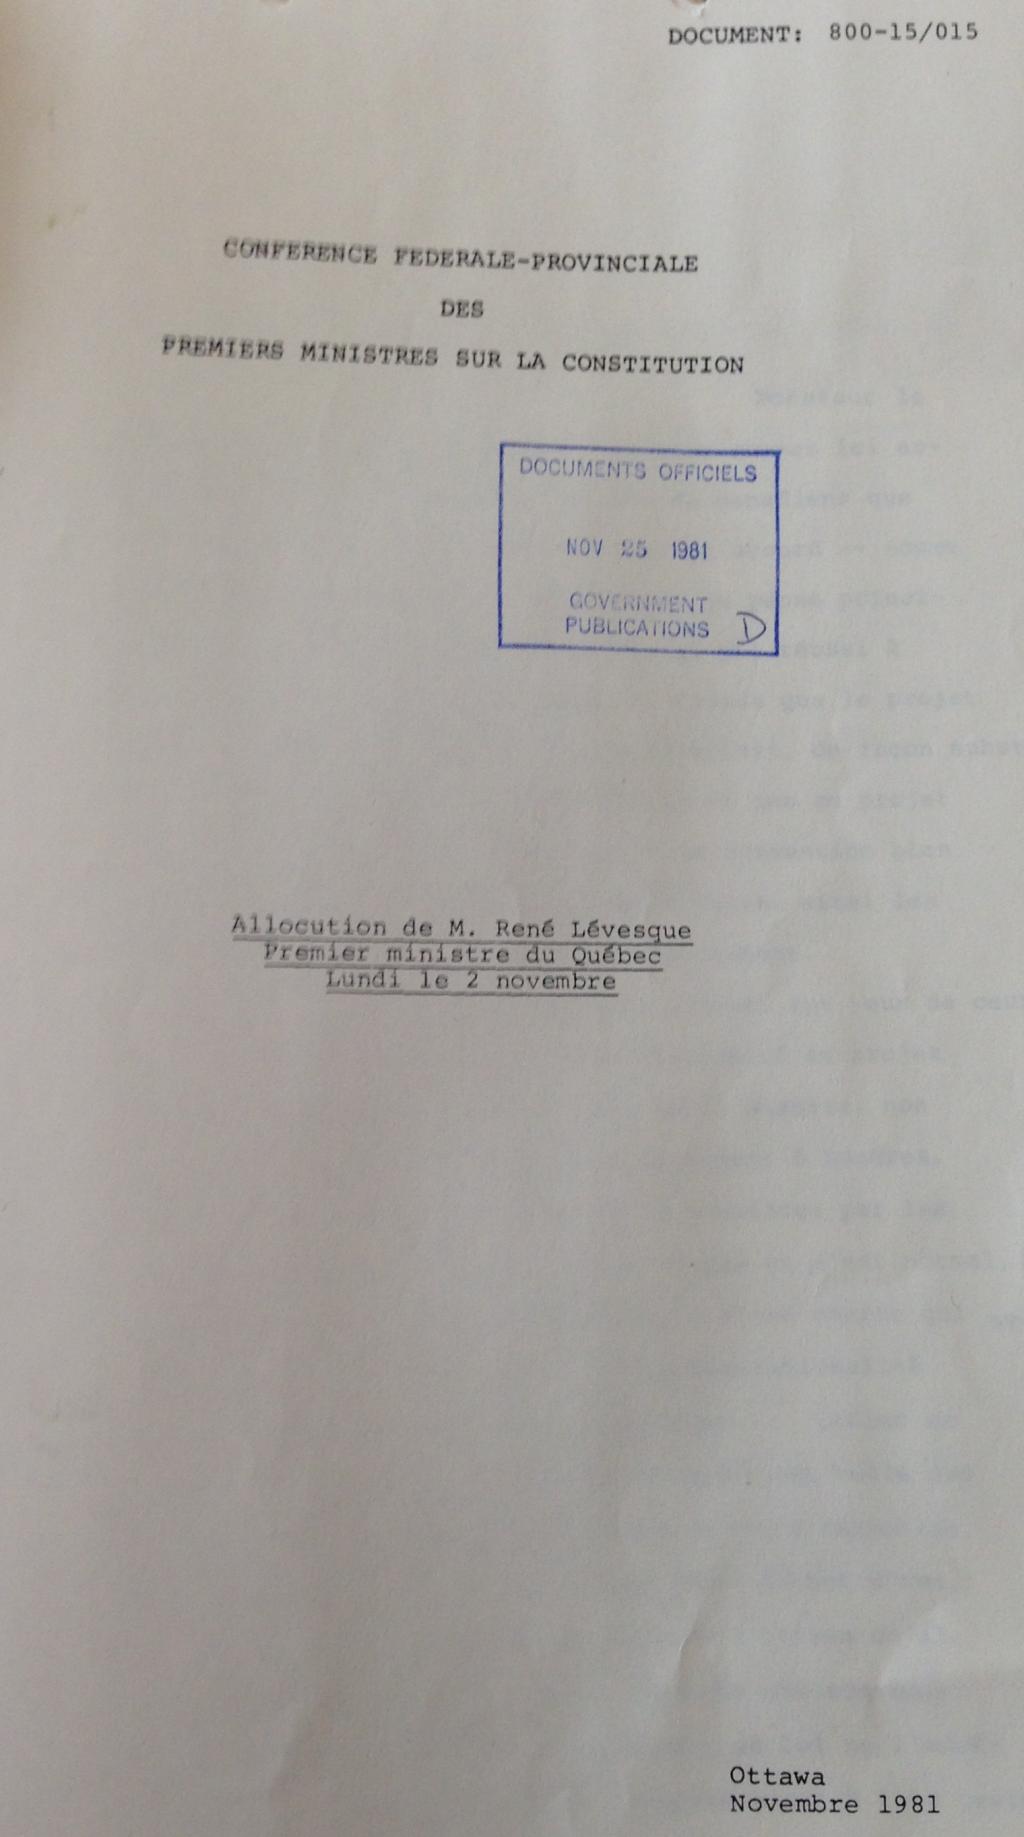 DOCUMENT: 800-15/015
CONFERENCE FEDERALE-PROVINCIALE
DES
PREMIERS MINISTRES SUR LA CONSTITUTION
DOCUMENTS OFFICIELS
NOV 25 1981
GOVERNMENT
PUBLICATIONS D
Allocution de M. René Lévesque
Premier ministre du Québec
Lundi le 2 novembre
Ottawa
Novembre 1981